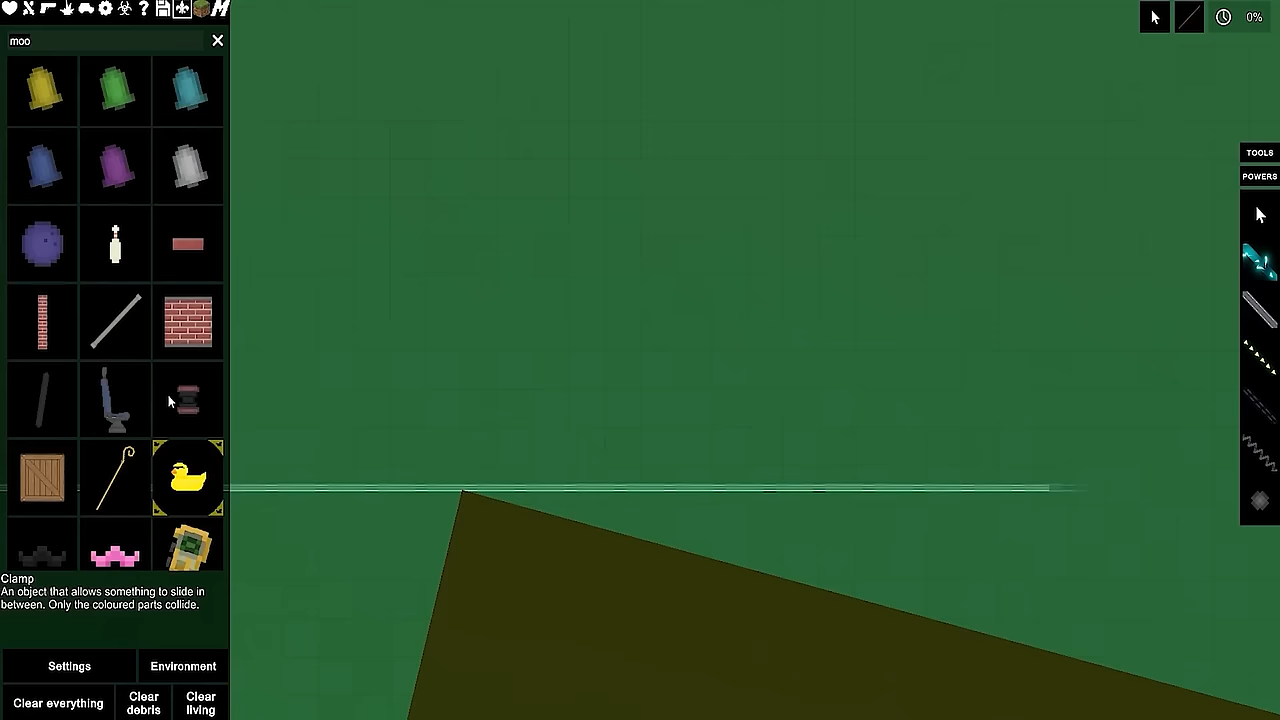 moo
0%
TOOLS
POWERS
Clamp
An object that allows something to slide in
between. Only the coloured parts collide.
Settings
Environment
Clear everything
Clear
debris
Clear
living